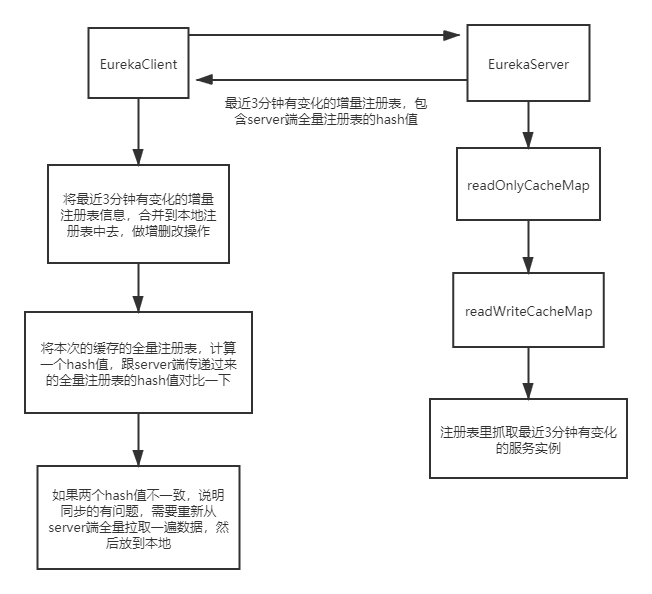 EurekaClient
EurekaServer
最近3分钟有变化的增量注册表，包
含server端全量注册表的hash值
将最近3分钟有变化的增量
注册表信息，合并到本地注
册表中去，做增删改操作
readOnlyCacheMap
readWriteCacheMap
将本次的缓存的全量注册表，计算
一个hash值，跟server端传递过来
的全量注册表的hash值对比一下
注册表里抓取最近3分钟有变化
的服务实例
如果两个hash值不一致，说明
同步的有问题，需要重新从
server端全量拉取一遍数据，然
后放到本地